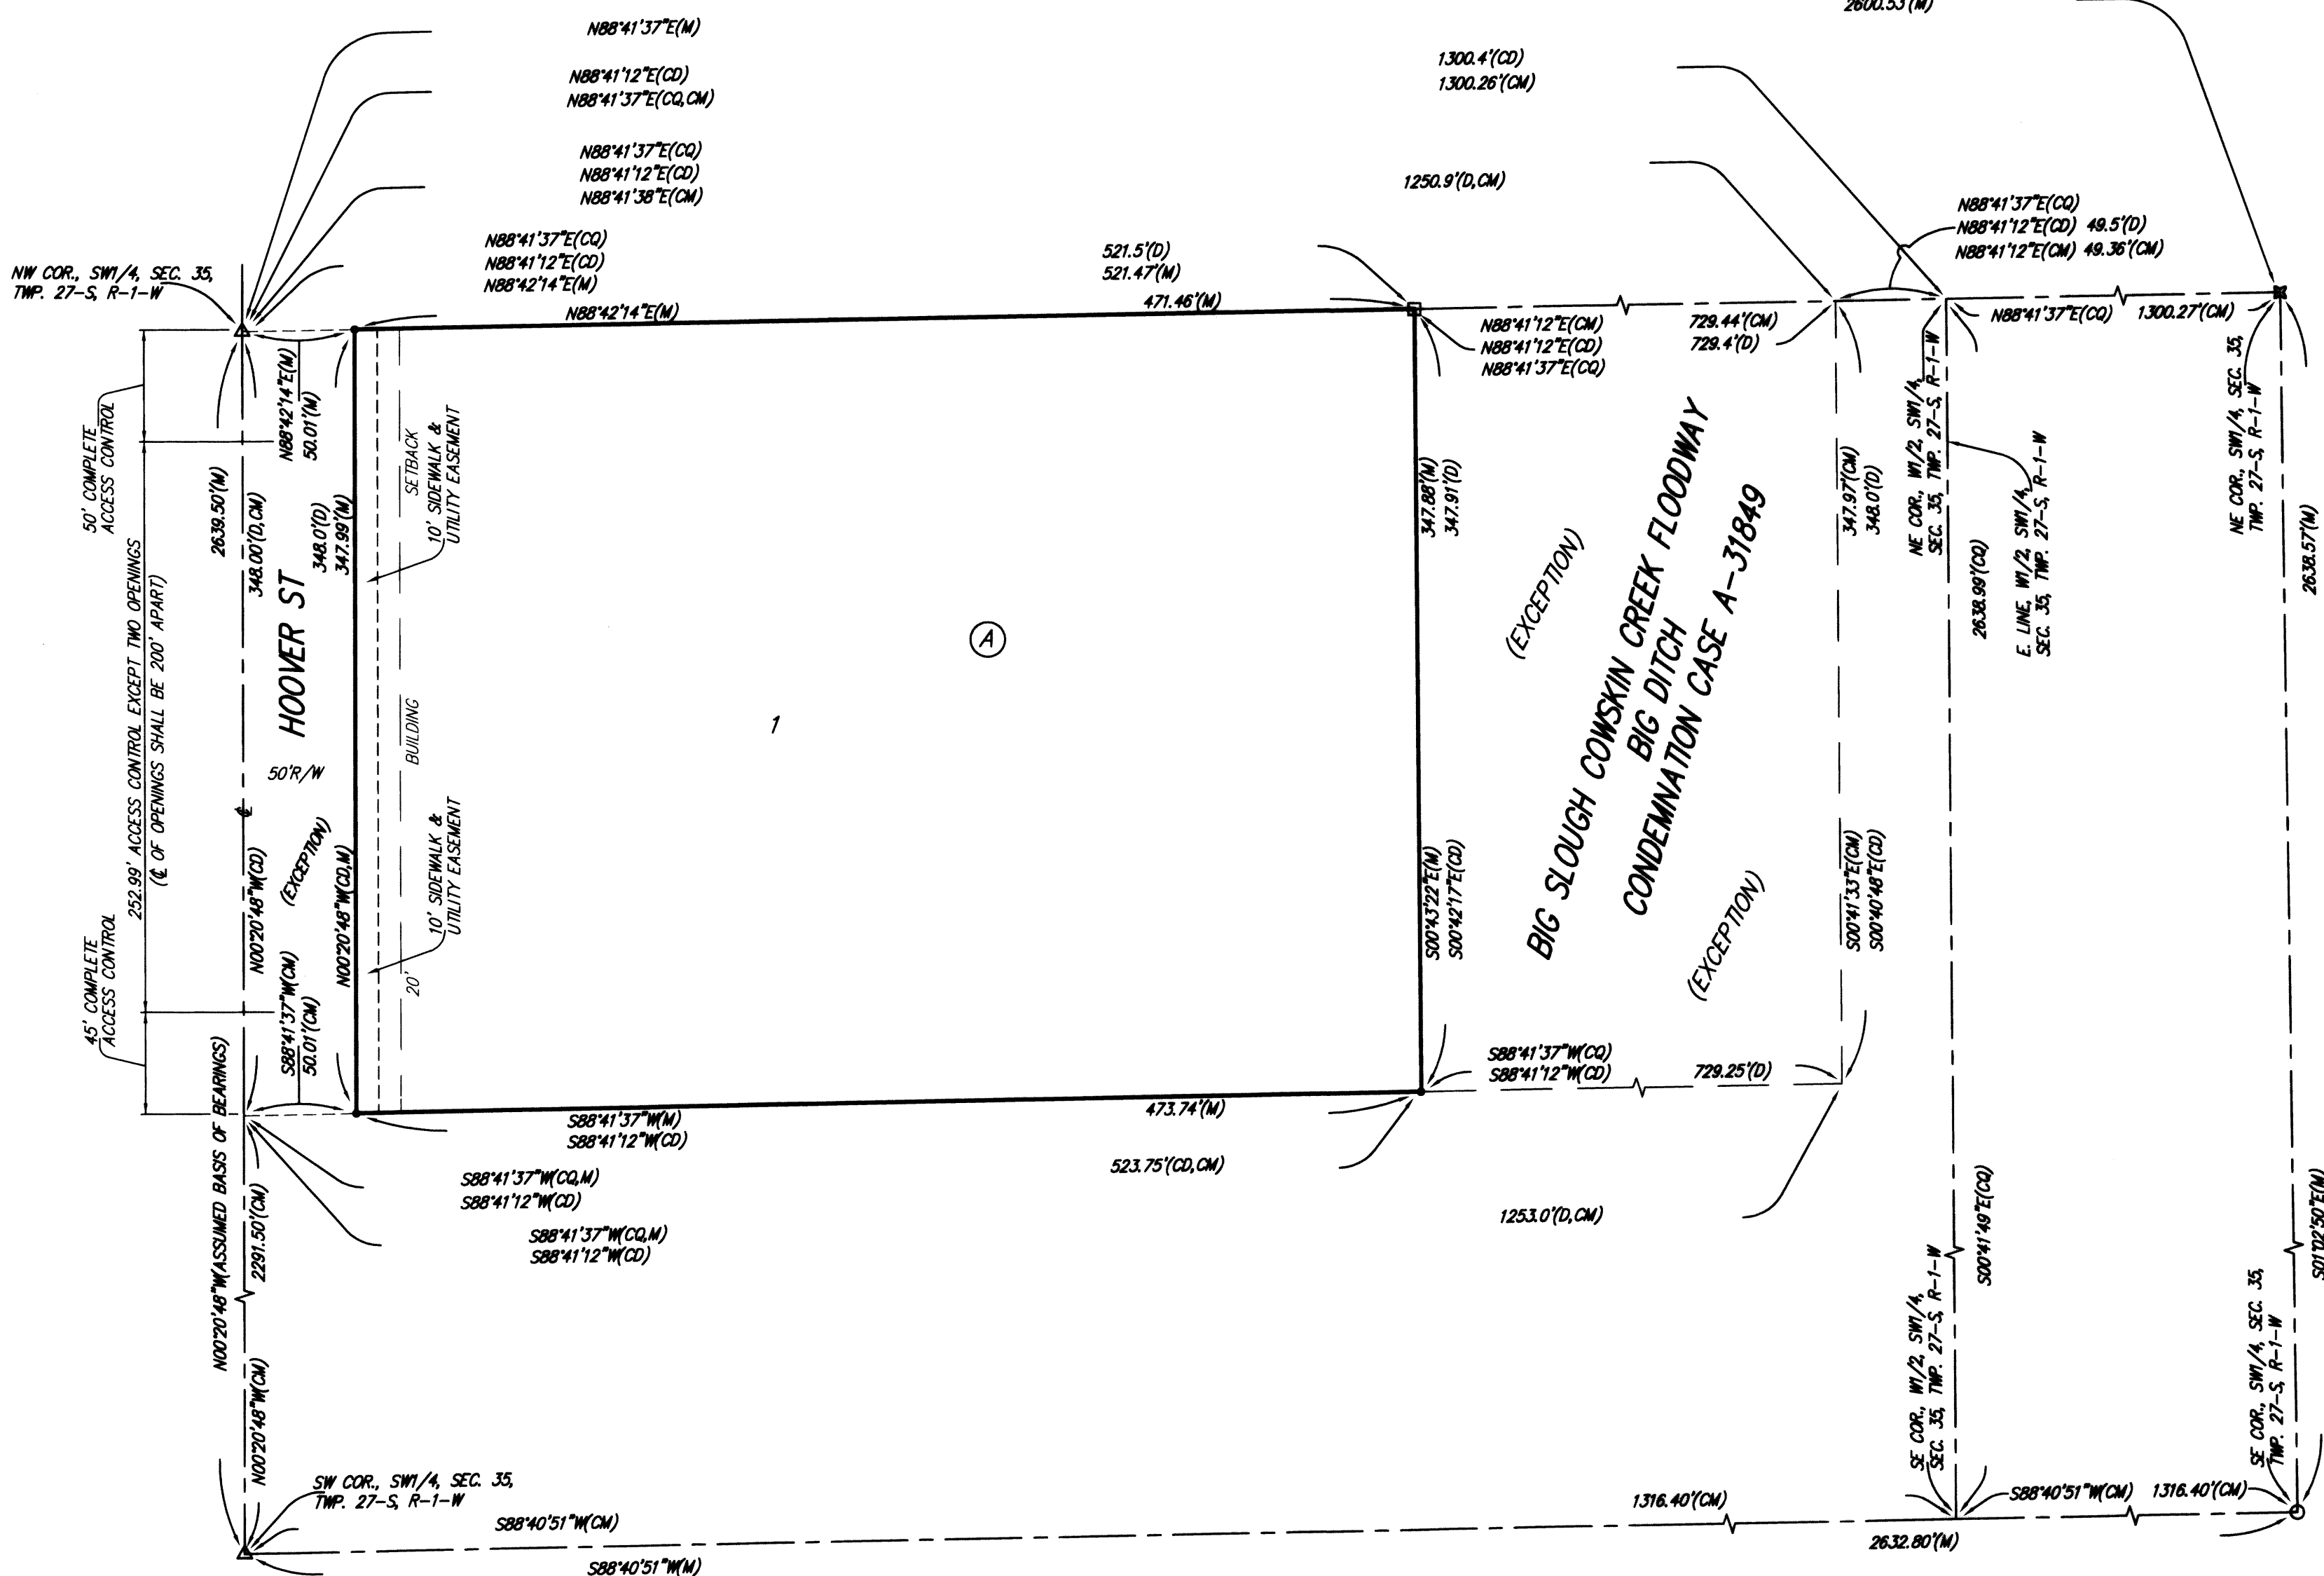 2600.53'(M)
N88°41'37"E(M)
N88°41'12"E(CD)
N88°41'37"E(CQ,CM)
N88°41'37"E(CQ)
N88°41'12"E(CD)
N88°41'38"E(CM)
N88°41'37"E(CQ)
N88°41'12"E(CD)
N88°42'14"E(M)
N88°42'14"E(M)
NW COR., SW1/4, SEC. 35,
TWP. 27-S, R-1-W
1300.4'(CD)
1300.26'(CM)
1250.9'(D,CM)
521.5'(D)
521.47'(M)
471.46'(M)
N88°41'37"E(CQ)
N88°41'12"E(CD) 49.5'(D)
N88°41'12"E(CM) 49.36'(CM)
N88°41'12"E(CM)
N88°41'12"E(CD)
N88°41'37"E(CQ)
729.44'(CM)
729.4'(D)
N88°41'37"E(CQ) 1300.27'(CM)
50' COMPLETE
ACCESS CONTROL
252.99' ACCESS CONTROL EXCEPT TWO OPENINGS
(℄ OF OPENINGS SHALL BE 200' APART)
45' COMPLETE
ACCESS CONTROL
2639.50'(M)
348.00'(D,CM)
N88°42'14"E(M)
50.01'(M)
348.0'(D)
347.99'(M)
HOOVER ST
50'R/W
℄
(EXCEPTION)
N00°20'48"W(CD)
N00°20'48"W(CD,M)
S88°41'37"W(CM)
50.01'(CM)
SETBACK
10' SIDEWALK &
UTILITY EASEMENT
BUILDING
10' SIDEWALK &
UTILITY EASEMENT
20'
A
1
347.88'(M)
347.91'(D)
S00°43'22"E(M)
S00°42'17"E(CD)
(EXCEPTION)
BIG SLOUGH COWSKIN CREEK FLOODWAY
BIG DITCH
CONDEMNATION CASE A-31849
(EXCEPTION)
347.97'(CM)
348.0'(D)
S00°41'33"E(CM)
S00°40'48"E(CD)
NE COR., W1/2, SW1/4,
SEC. 35, TWP. 27-S, R-1-W
2638.99'(CQ)
E. LINE, W1/2, SW1/4,
SEC. 35, TWP. 27-S, R-1-W
NE COR., SW1/4, SEC. 35,
TWP. 27-S, R-1-W
2638.57'(M)
S88°41'37"W(CQ)
S88°41'12"W(CD)
729.25'(D)
S88°41'37"W(M)
S88°41'12"W(CD)
473.74'(M)
523.75'(CD,CM)
1253.0'(D,CM)
S88°41'37"W(CQ,M)
S88°41'12"W(CD)
S88°41'37"W(CQ,M)
S88°41'12"W(CD)
N00°20'48"W(ASSUMED BASIS OF BEARINGS)
2291.50'(CM)
N00°20'48"W(CM)
S00°41'49"E(CQ)
S01°02'50"E(M)
SE COR., W1/2, SW1/4,
SEC. 35, TWP. 27-S, R-1-W
SE COR., SW1/4, SEC. 35,
TWP. 27-S, R-1-W
SW COR., SW1/4, SEC. 35,
TWP. 27-S, R-1-W
S88°40'51"W(CM)
1316.40'(CM)
S88°40'51"W(CM) 1316.40'(CM)
2632.80'(M)
S88°40'51"W(M)